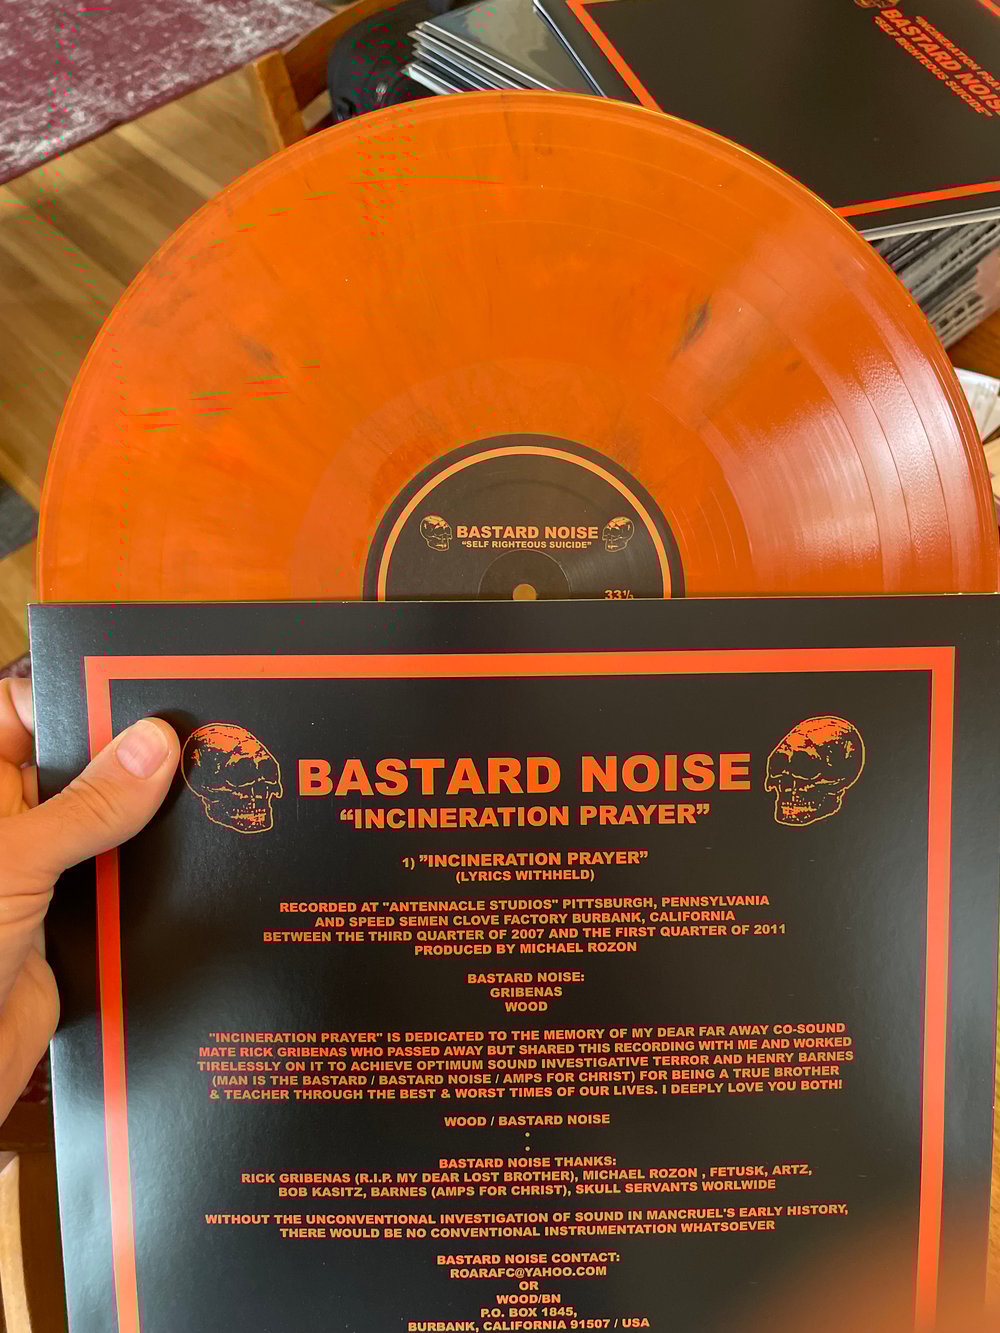 "INCINERATION PRA
BASTARD NOIS
"SELF RIGHTEOUS SUICIDE"
BASTARD NOISE
"SELF RIGHTEOUS SUICIDE"
33⅓
BASTARD NOISE
“INCINERATION PRAYER”
1) ”INCINERATION PRAYER”
(LYRICS WITHHELD)
RECORDED AT "ANTENNACLE STUDIOS" PITTSBURGH, PENNSYLVANIA
AND SPEED SEMEN CLOVE FACTORY BURBANK, CALIFORNIA
BETWEEN THE THIRD QUARTER OF 2007 AND THE FIRST QUARTER OF 2011
PRODUCED BY MICHAEL ROZON
BASTARD NOISE:
GRIBENAS
WOOD
"INCINERATION PRAYER" IS DEDICATED TO THE MEMORY OF MY DEAR FAR AWAY CO-SOUND
MATE RICK GRIBENAS WHO PASSED AWAY BUT SHARED THIS RECORDING WITH ME AND WORKED
TIRELESSLY ON IT TO ACHIEVE OPTIMUM SOUND INVESTIGATIVE TERROR AND HENRY BARNES
(MAN IS THE BASTARD / BASTARD NOISE / AMPS FOR CHRIST) FOR BEING A TRUE BROTHER
& TEACHER THROUGH THE BEST & WORST TIMES OF OUR LIVES. I DEEPLY LOVE YOU BOTH!
WOOD / BASTARD NOISE
BASTARD NOISE THANKS:
RICK GRIBENAS (R.I.P. MY DEAR LOST BROTHER), MICHAEL ROZON , FETUSK, ARTZ,
BOB KASITZ, BARNES (AMPS FOR CHRIST), SKULL SERVANTS WORLWIDE
WITHOUT THE UNCONVENTIONAL INVESTIGATION OF SOUND IN MANCRUEL'S EARLY HISTORY,
THERE WOULD BE NO CONVENTIONAL INSTRUMENTATION WHATSOEVER
BASTARD NOISE CONTACT:
ROARAFC@YAHOO.COM
OR
WOOD/BN
P.O. BOX 1845,
BURBANK, CALIFORNIA 91507 / USA